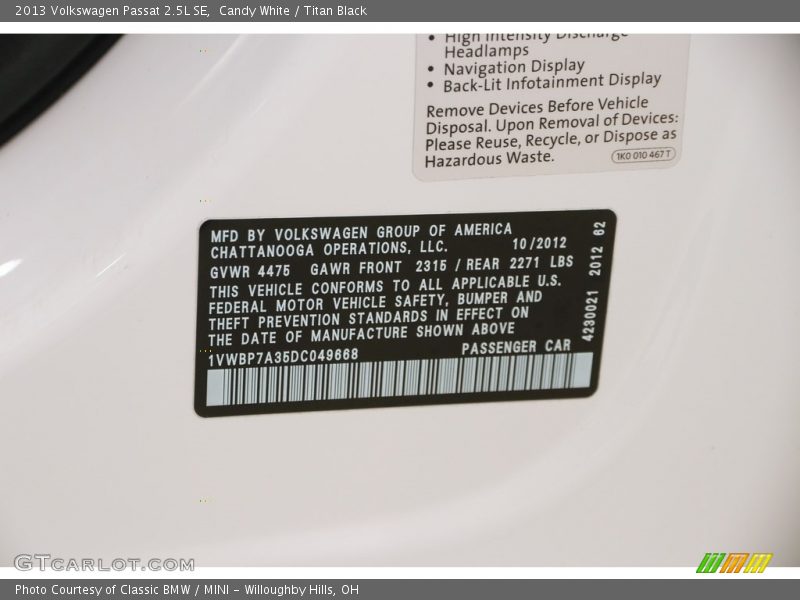 2013 Volkswagen Passat 2.5L SE, Candy White / Titan Black
• High Intensity Discharge
Headlamps
• Navigation Display
• Back-Lit Infotainment Display
Remove Devices Before Vehicle
Disposal. Upon Removal of Devices:
Please Reuse, Recycle, or Dispose as
Hazardous Waste.
1K0 010 467 T
MFD BY VOLKSWAGEN GROUP OF AMERICA
CHATTANOOGA OPERATIONS, LLC. 10/2012
GVWR 4475 GAWR FRONT 2315 / REAR 2271 LBS
THIS VEHICLE CONFORMS TO ALL APPLICABLE U.S.
FEDERAL MOTOR VEHICLE SAFETY, BUMPER AND
THEFT PREVENTION STANDARDS IN EFFECT ON
THE DATE OF MANUFACTURE SHOWN ABOVE
1VWBP7A35DC049668 PASSENGER CAR
4230021 2012 62
GTCARLOT.COM
Photo Courtesy of Classic BMW / MINI - Willoughby Hills, OH